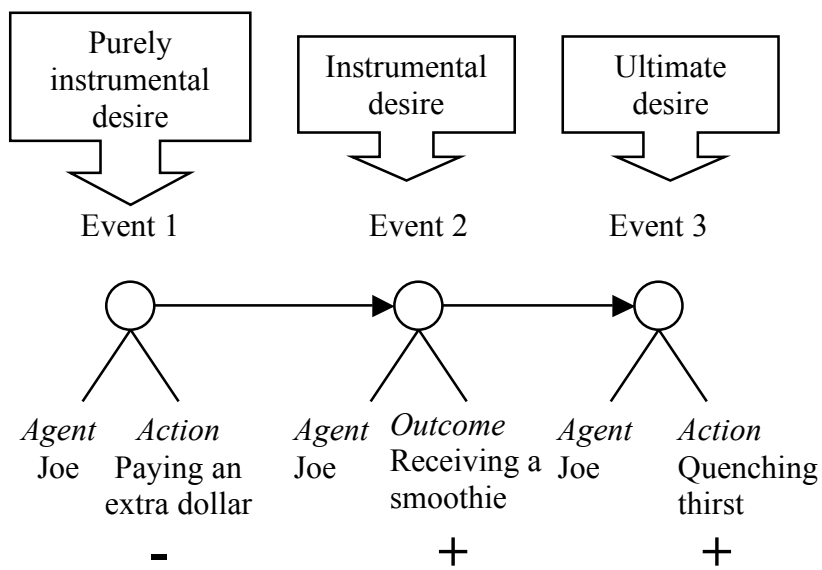 Purely
instrumental
desire
Instrumental
desire
Ultimate
desire
Event 1
Event 2
Event 3
Agent
Joe
Action
Paying an
extra dollar
-
Agent
Joe
Outcome
Receiving a
smoothie
+
Agent
Joe
Action
Quenching
thirst
+